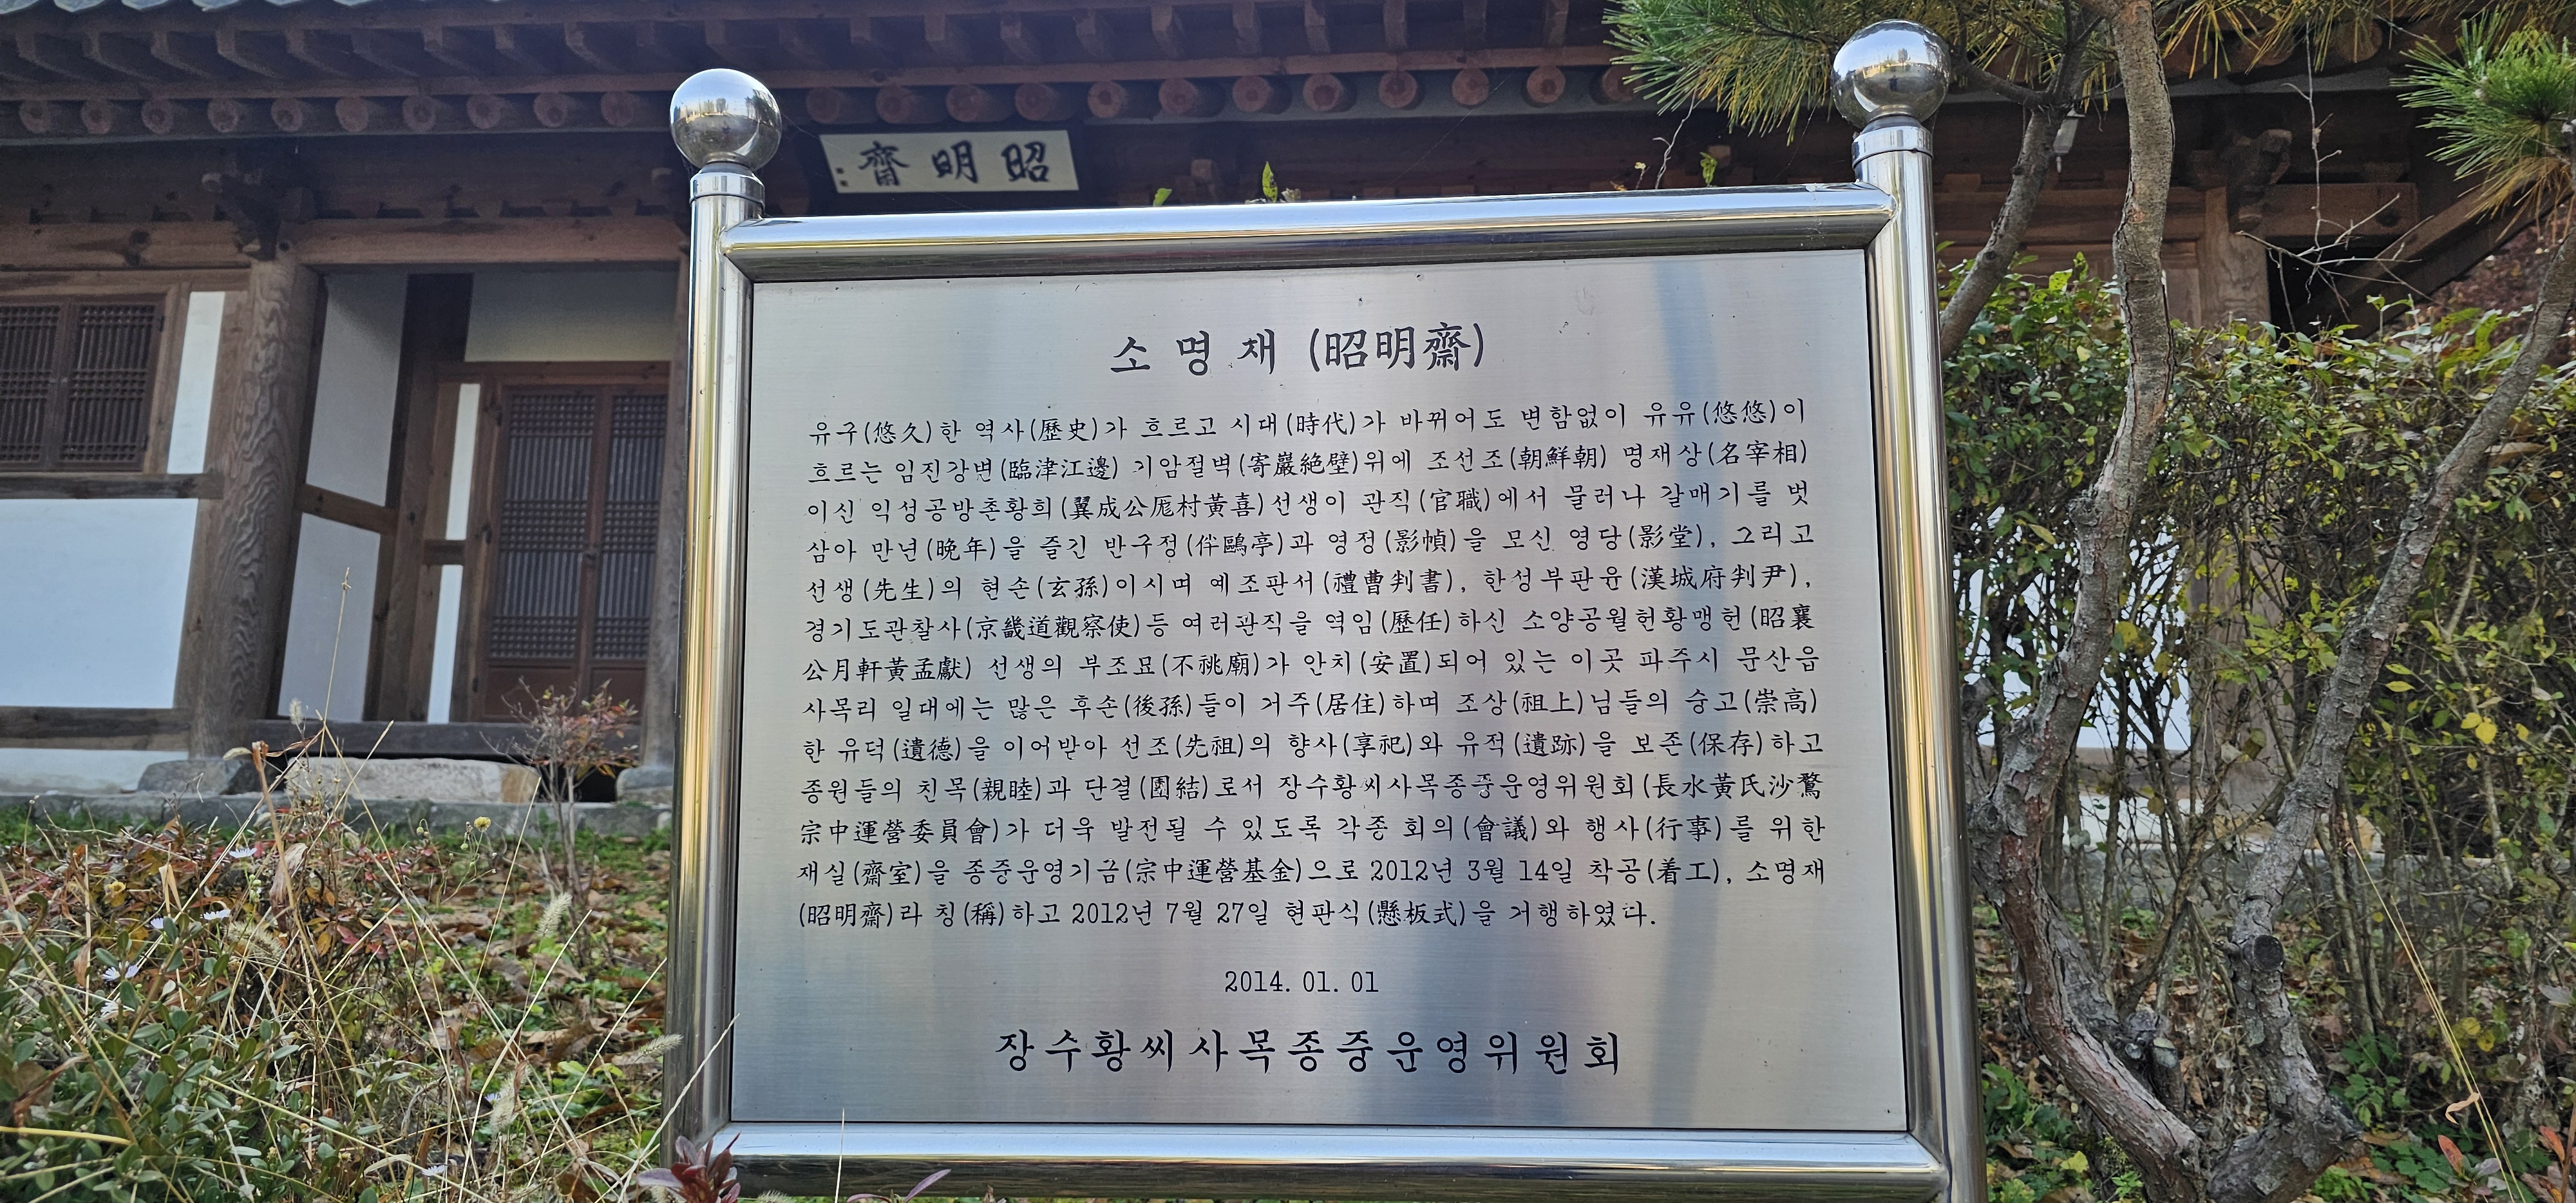 昭明齋
소명재 (昭明齋)
유구(悠久)한 역사(歷史)가 흐르고 시대(時代)가 바뀌어도 변함없이 유유(悠悠)이
흐르는 임진강변(臨津江邊) 기암절벽(寄巖絶壁)위에 조선조(朝鮮朝) 명재상(名宰相)
이신 익성공방촌황희(翼成公厖村黃喜)선생이 관직(官職)에서 물러나 갈매기를 벗
삼아 만년(晩年)을 즐긴 반구정(伴鷗亭)과 영정(影幀)을 모신 영당(影堂), 그리고
선생(先生)의 현손(玄孫)이시며 예조판서(禮曹判書), 한성부판윤(漢城府判尹),
경기도관찰사(京畿道觀察使)등 여러관직을 역임(歷任)하신 소양공월헌황맹헌(昭襄
公月軒黃孟獻) 선생의 부조묘(不祧廟)가 안치(安置)되어 있는 이곳 파주시 문산읍
사목리 일대에는 많은 후손(後孫)들이 거주(居住)하며 조상(祖上)님들의 숭고(崇高)
한 유덕(遺德)을 이어받아 선조(先祖)의 향사(享祀)와 유적(遺跡)을 보존(保存)하고
종원들의 친목(親睦)과 단결(團結)로서 장수황씨사목종중운영위원회(長水黃氏沙鶩
宗中運營委員會)가 더욱 발전될 수 있도록 각종 회의(會議)와 행사(行事)를 위한
재실(齋室)을 종중운영기금(宗中運營基金)으로 2012년 3월 14일 착공(着工), 소명재
(昭明齋)라 칭(稱)하고 2012년 7월 27일 현판식(懸板式)을 거행하였다.
2014. 01. 01
장수황씨사목종중운영위원회